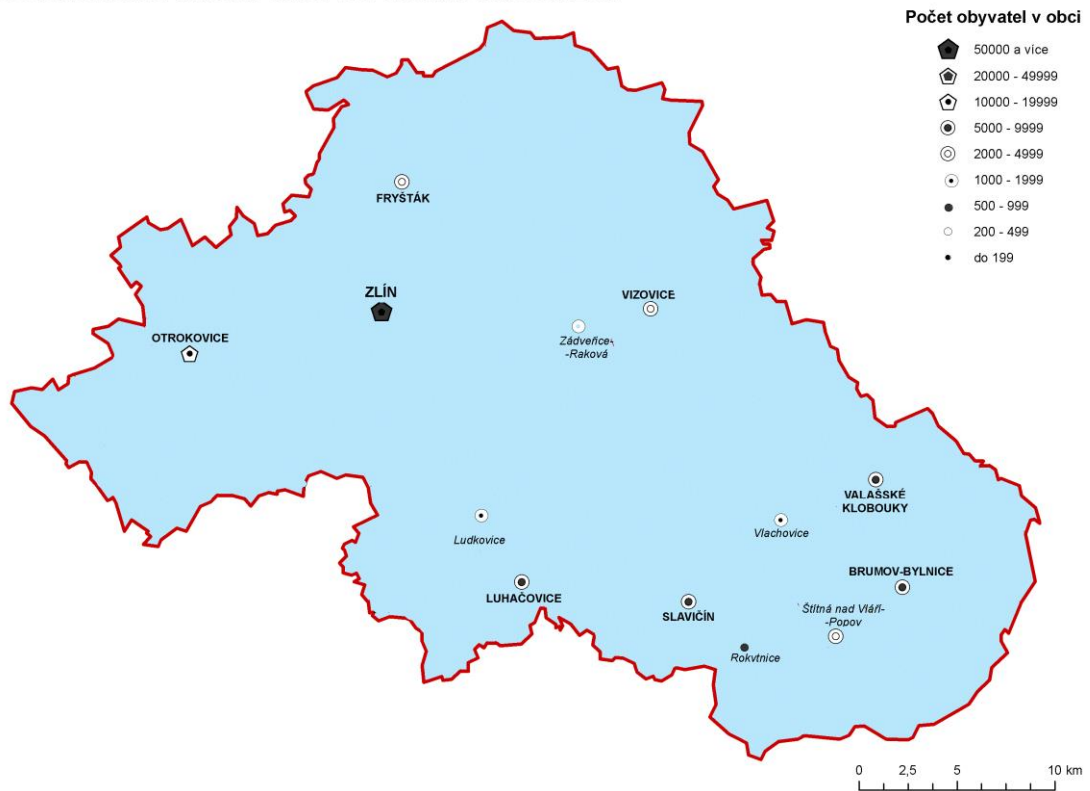 Počet obyvatel v obci
50000 a více
20000 - 49999
10000 - 19999
5000 - 9999
2000 - 4999
1000 - 1999
500 - 999
200 - 499
do 199
FRYŠTÁK
ZLÍN
VIZOVICE
OTROKOVICE
Zádveřice-
-Raková
VALAŠSKÉ
KLOBOUKY
Ludkovice
Vlachovice
BRUMOV-BYLNICE
LUHAČOVICE
SLAVIČÍN
Štítná nad Vláří-
-Popov
Rokytnice
0 2,5 5 10 km